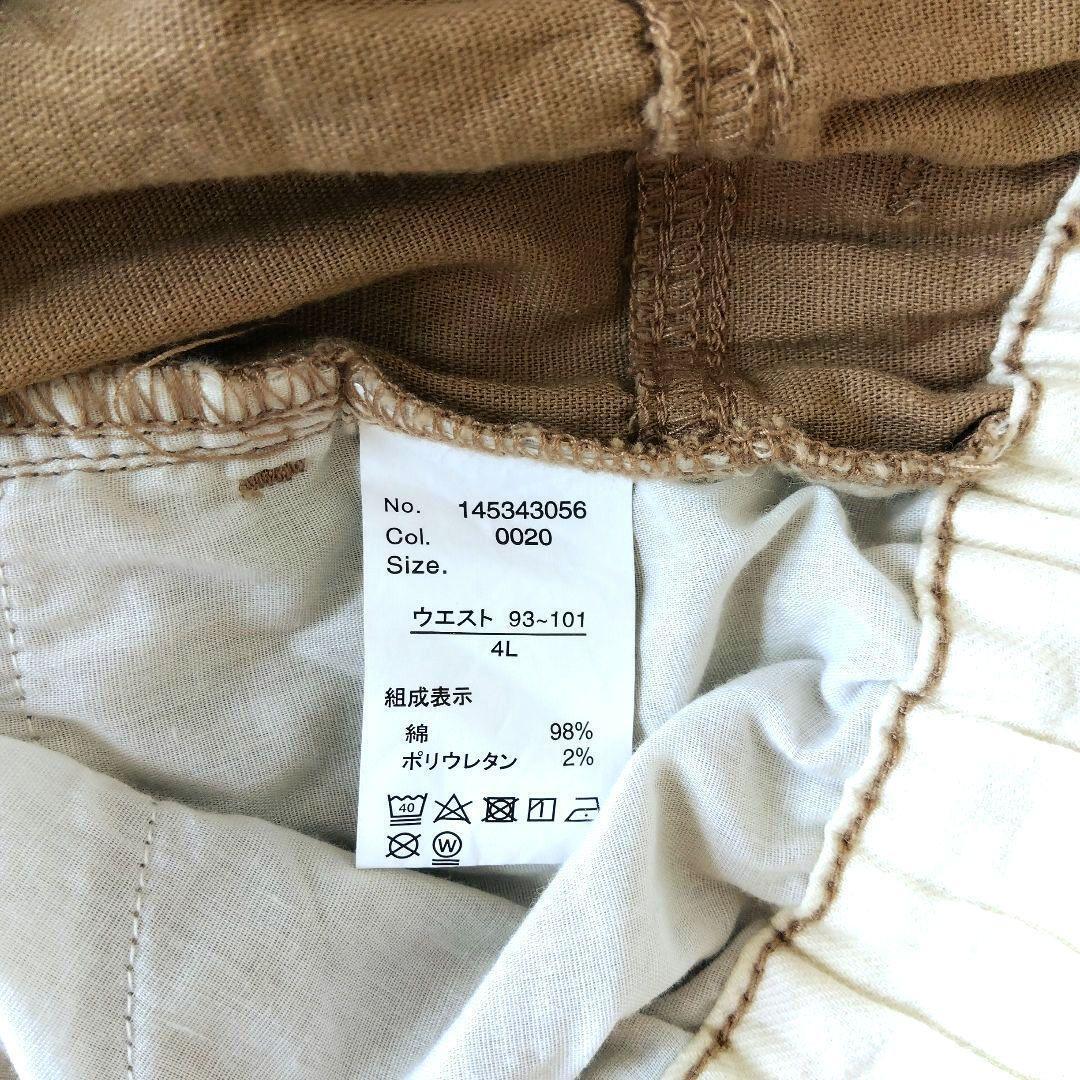 No. 145343056
Col. 0020
Size.
ウエスト 93~101
4L
組成表示
綿 98%
ポリウレタン 2%
40
W